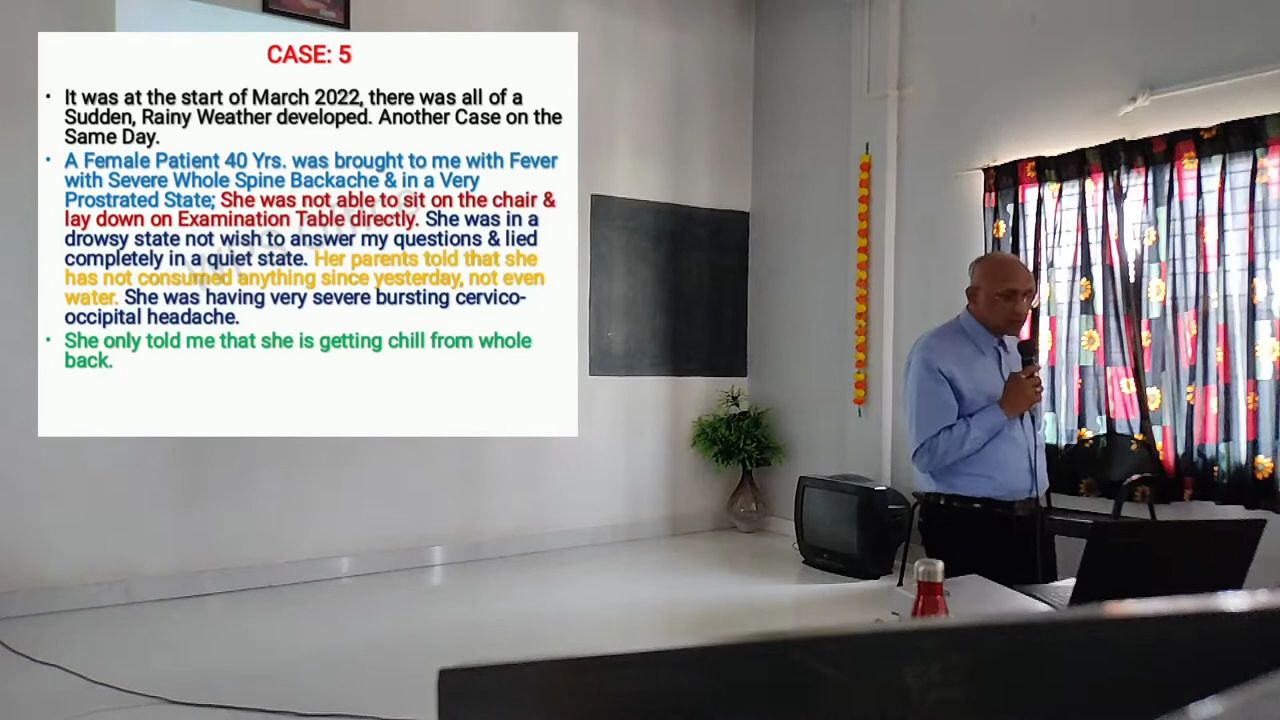 CASE: 5
• It was at the start of March 2022, there was all of a
Sudden, Rainy Weather developed. Another Case on the
Same Day.
• A Female Patient 40 Yrs. was brought to me with Fever
with Severe Whole Spine Backache & in a Very
Prostrated State; She was not able to sit on the chair &
lay down on Examination Table directly. She was in a
drowsy state not wish to answer my questions & lied
completely in a quiet state. Her parents told that she
has not consumed anything since yesterday, not even
water. She was having very severe bursting cervico-
occipital headache.
• She only told me that she is getting chill from whole
back.